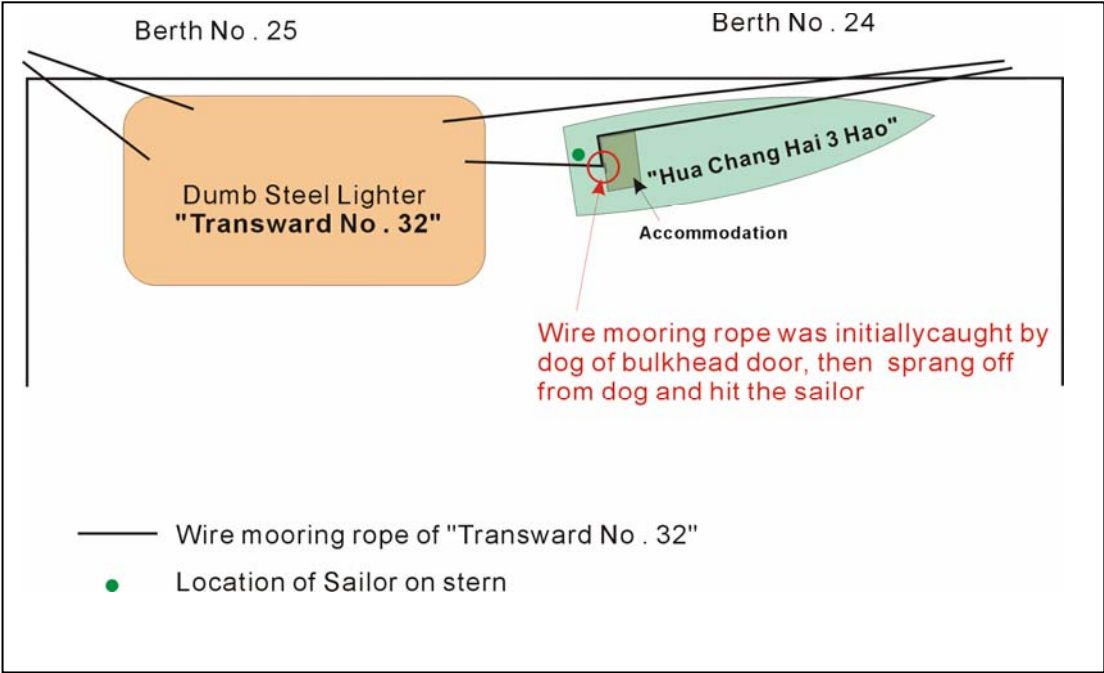 Berth No . 25
Berth No . 24
Dumb Steel Lighter
"Transward No . 32"
"Hua Chang Hai 3 Hao"
Accommodation
Wire mooring rope was initiallycaught by
dog of bulkhead door, then sprang off
from dog and hit the sailor
Wire mooring rope of "Transward No . 32"
Location of Sailor on stern